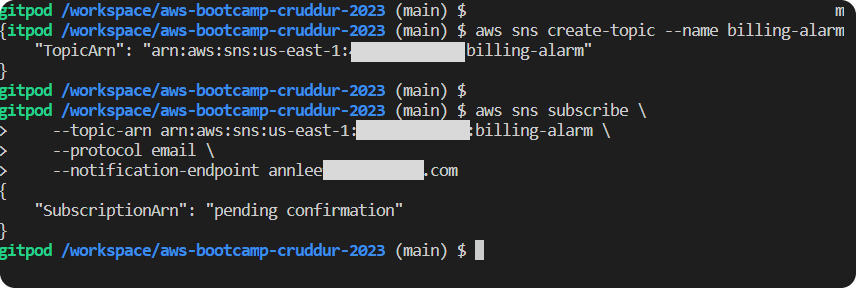 gitpod /workspace/aws-bootcamp-cruddur-2023 (main) $ m
{itpod /workspace/aws-bootcamp-cruddur-2023 (main) $ aws sns create-topic --name billing-alarm
"TopicArn": "arn:aws:sns:us-east-1: billing-alarm"
}
gitpod /workspace/aws-bootcamp-cruddur-2023 (main) $
gitpod /workspace/aws-bootcamp-cruddur-2023 (main) $ aws sns subscribe \
> --topic-arn arn:aws:sns:us-east-1: :billing-alarm \
> --protocol email \
> --notification-endpoint annlee .com
{
"SubscriptionArn": "pending confirmation"
}
gitpod /workspace/aws-bootcamp-cruddur-2023 (main) $